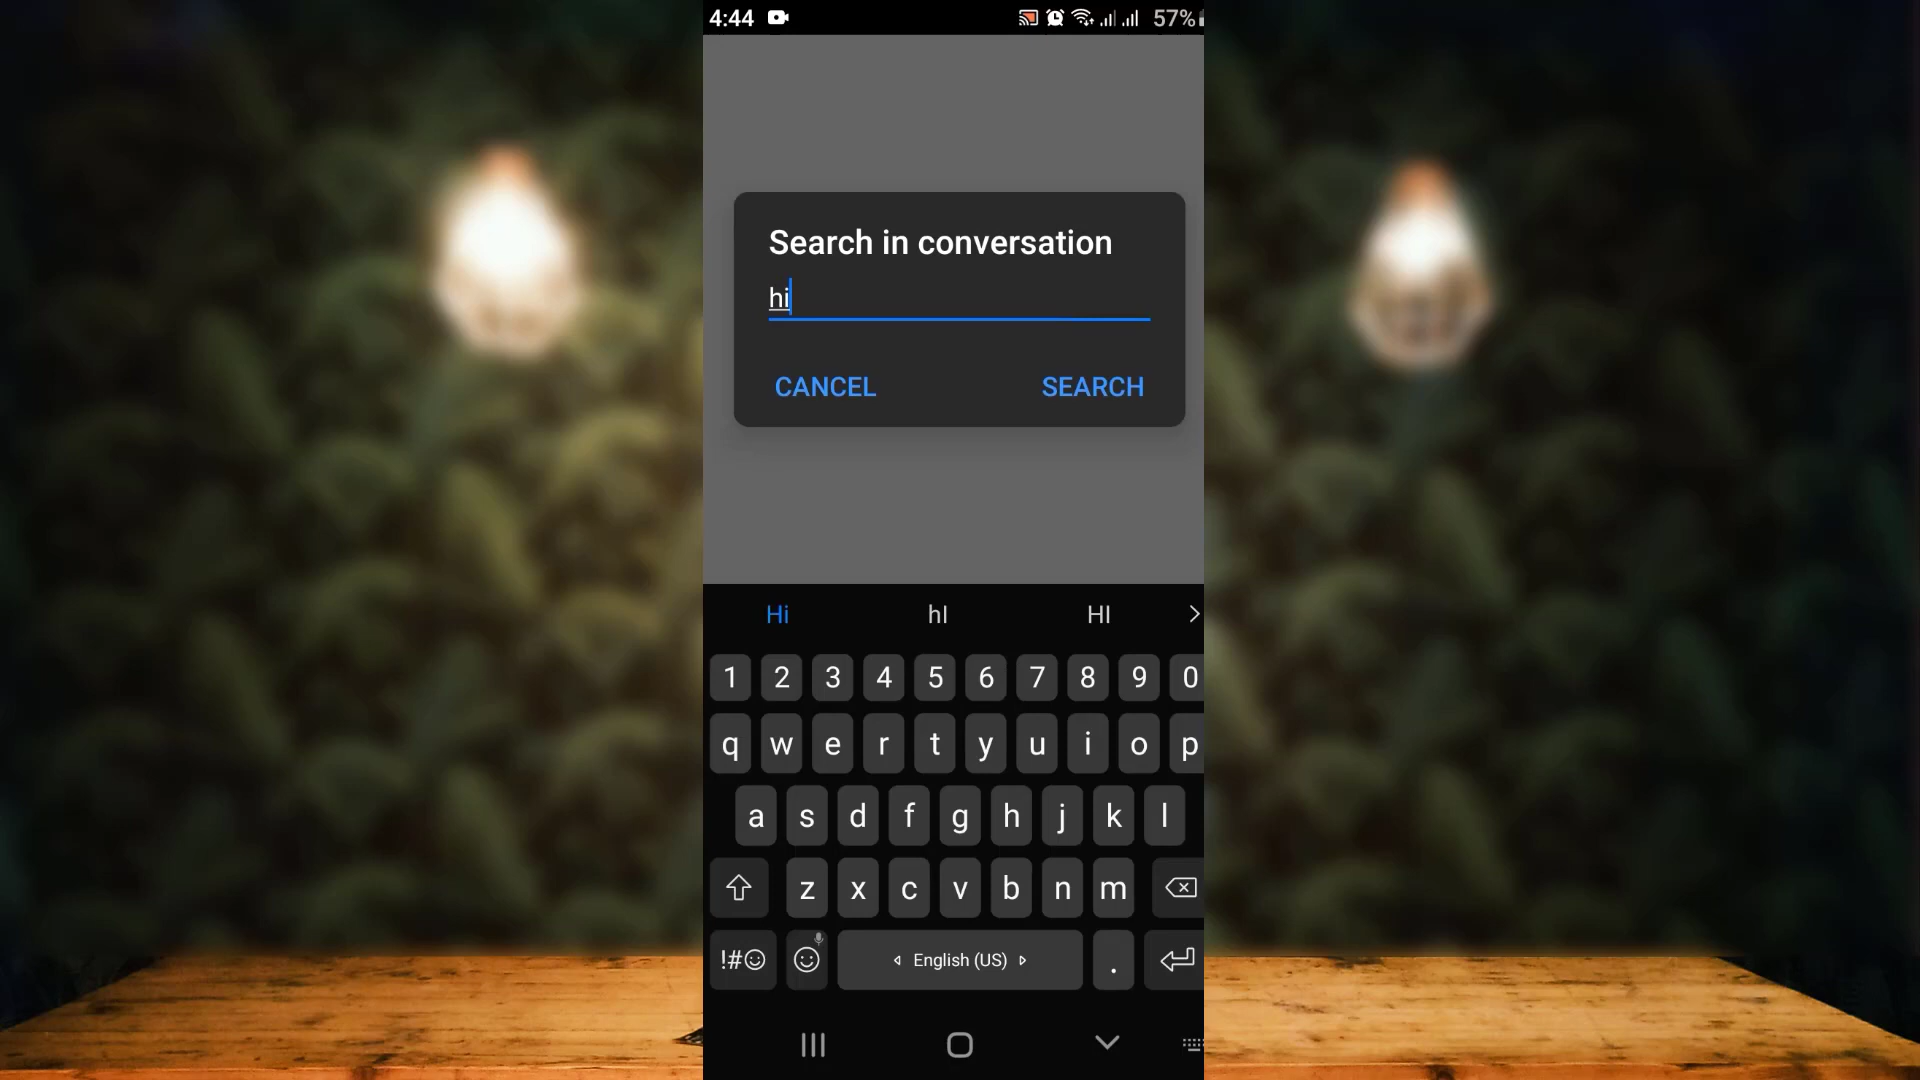 4:44 57%
Search in conversation
hi
CANCEL SEARCH
Hi hI HI
1 2 3 4 5 6 7 8 9 0
q w e r t y u i o p
a s d f g h j k l
z x c v b n m
!# English (US) .